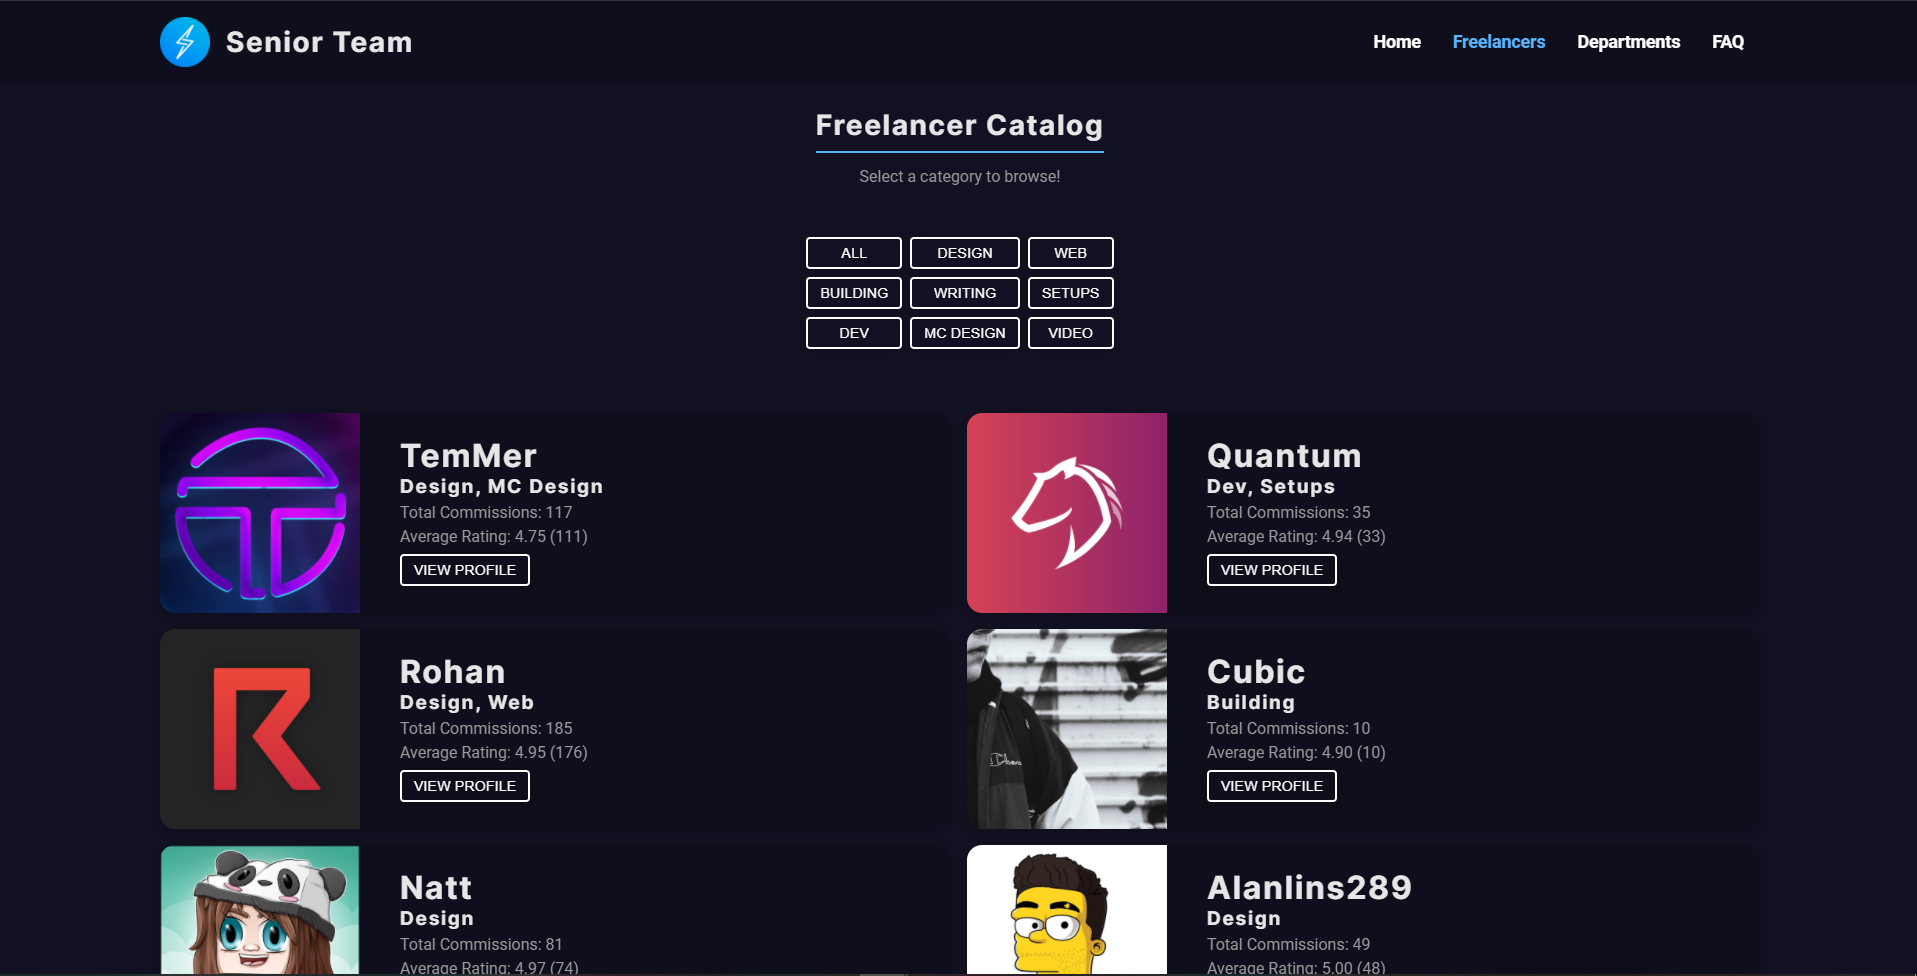 Senior Team
Home Freelancers Departments FAQ
Freelancer Catalog
Select a category to browse!
ALL DESIGN WEB
BUILDING WRITING SETUPS
DEV MC DESIGN VIDEO
TemMer
Design, MC Design
Total Commissions: 117
Average Rating: 4.75 (111)
VIEW PROFILE
Quantum
Dev, Setups
Total Commissions: 35
Average Rating: 4.94 (33)
VIEW PROFILE
Rohan
Design, Web
Total Commissions: 185
Average Rating: 4.95 (176)
VIEW PROFILE
Cubic
Building
Total Commissions: 10
Average Rating: 4.90 (10)
VIEW PROFILE
Natt
Design
Total Commissions: 81
Average Rating: 4.97 (74)
Alanlins289
Design
Total Commissions: 49
Average Rating: 5.00 (48)